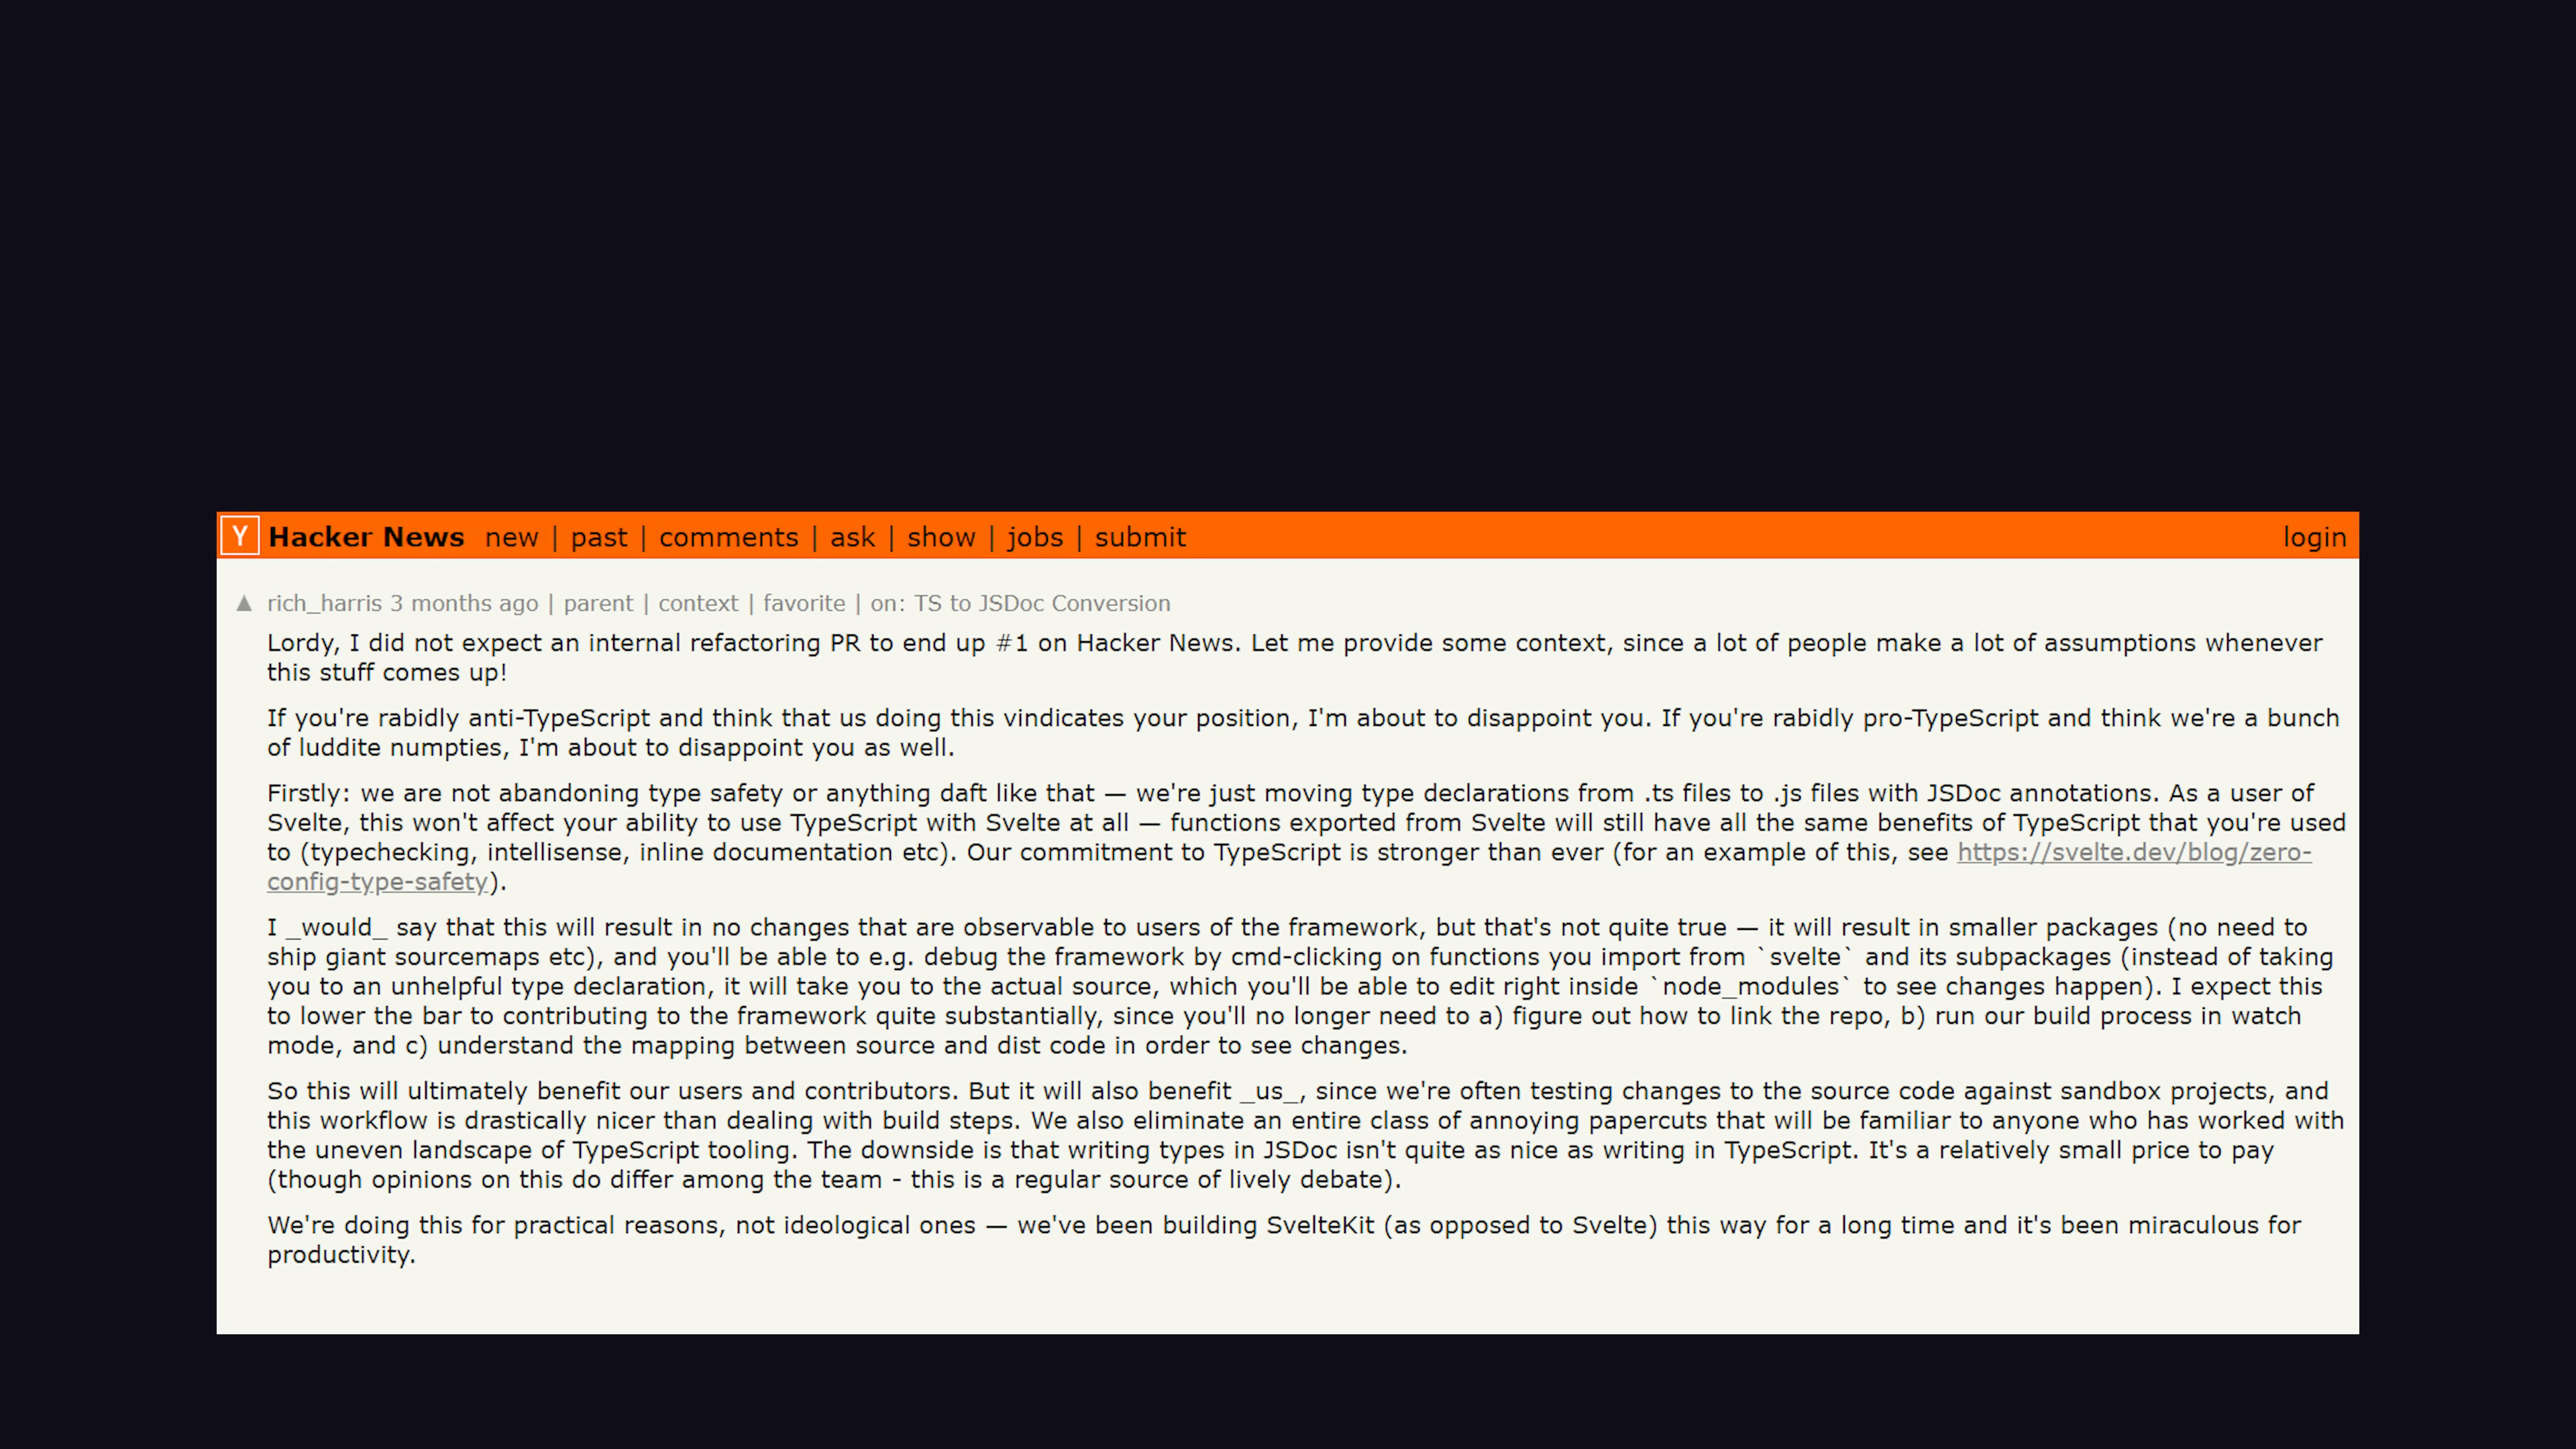 Y Hacker News new | past | comments | ask | show | jobs | submit login
▲ rich_harris 3 months ago | parent | context | favorite | on: TS to JSDoc Conversion
Lordy, I did not expect an internal refactoring PR to end up #1 on Hacker News. Let me provide some context, since a lot of people make a lot of assumptions whenever
this stuff comes up!
If you're rabidly anti-TypeScript and think that us doing this vindicates your position, I'm about to disappoint you. If you're rabidly pro-TypeScript and think we're a bunch
of luddite numpties, I'm about to disappoint you as well.
Firstly: we are not abandoning type safety or anything daft like that — we're just moving type declarations from .ts files to .js files with JSDoc annotations. As a user of
Svelte, this won't affect your ability to use TypeScript with Svelte at all — functions exported from Svelte will still have all the same benefits of TypeScript that you're used
to (typechecking, intellisense, inline documentation etc). Our commitment to TypeScript is stronger than ever (for an example of this, see https://svelte.dev/blog/zero-
config-type-safety).
I _would_ say that this will result in no changes that are observable to users of the framework, but that's not quite true — it will result in smaller packages (no need to
ship giant sourcemaps etc), and you'll be able to e.g. debug the framework by cmd-clicking on functions you import from `svelte` and its subpackages (instead of taking
you to an unhelpful type declaration, it will take you to the actual source, which you'll be able to edit right inside `node_modules` to see changes happen). I expect this
to lower the bar to contributing to the framework quite substantially, since you'll no longer need to a) figure out how to link the repo, b) run our build process in watch
mode, and c) understand the mapping between source and dist code in order to see changes.
So this will ultimately benefit our users and contributors. But it will also benefit _us_, since we're often testing changes to the source code against sandbox projects, and
this workflow is drastically nicer than dealing with build steps. We also eliminate an entire class of annoying papercuts that will be familiar to anyone who has worked with
the uneven landscape of TypeScript tooling. The downside is that writing types in JSDoc isn't quite as nice as writing in TypeScript. It's a relatively small price to pay
(though opinions on this do differ among the team - this is a regular source of lively debate).
We're doing this for practical reasons, not ideological ones — we've been building SvelteKit (as opposed to Svelte) this way for a long time and it's been miraculous for
productivity.